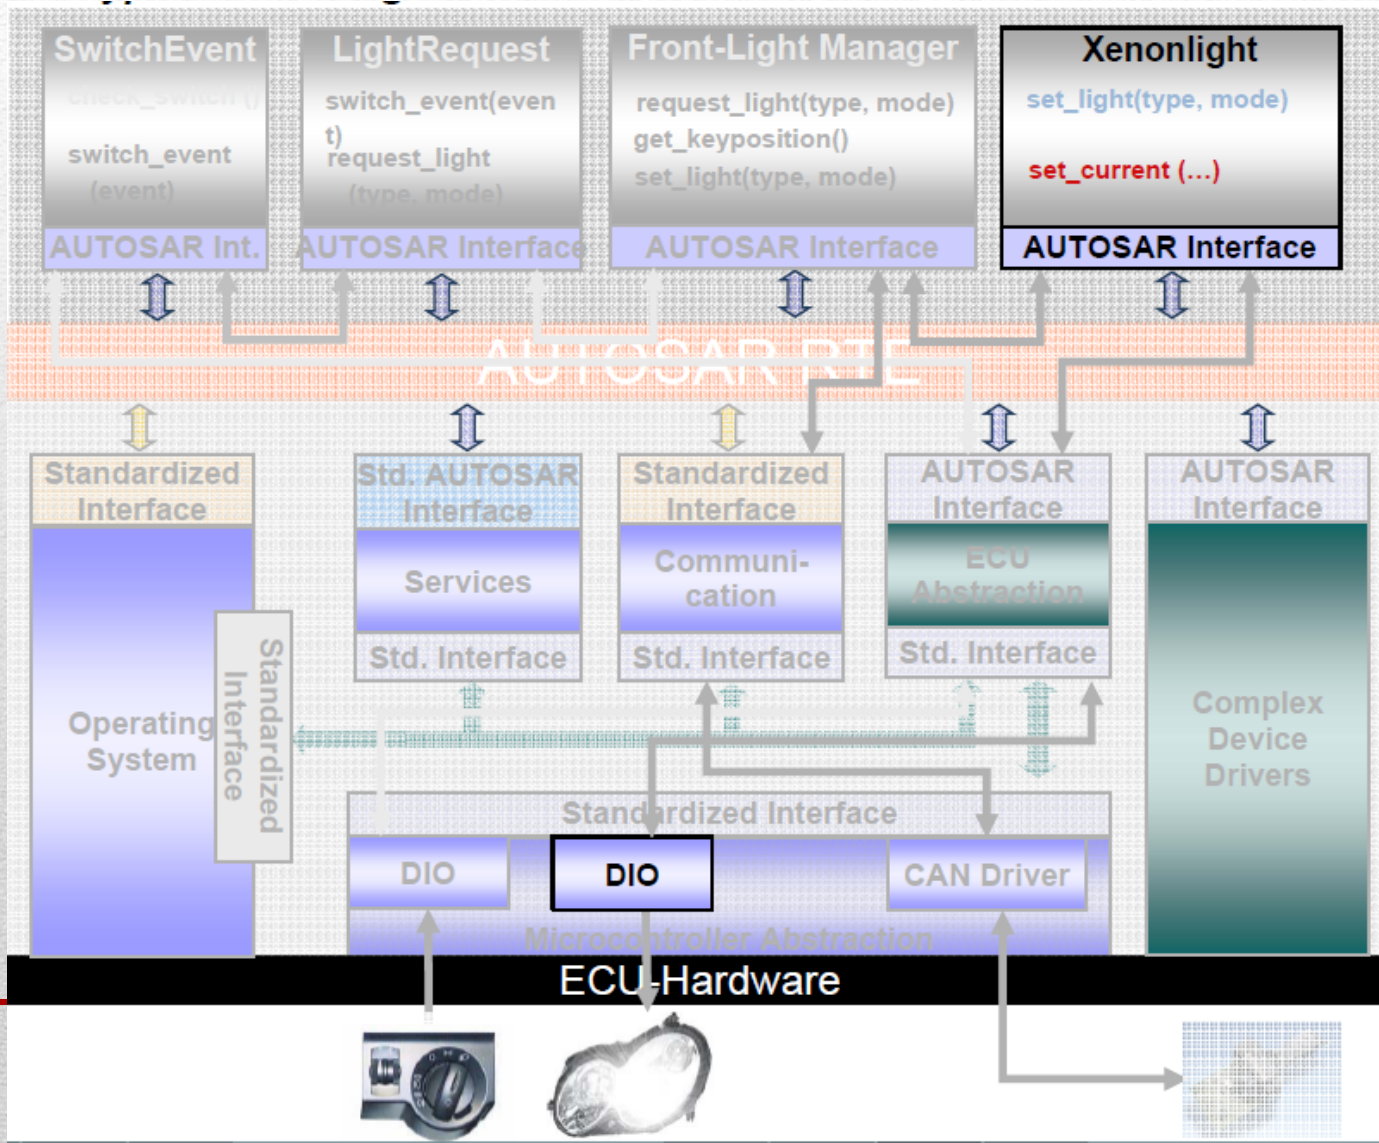 SwitchEvent
check_switch ()
switch_event
(event)
AUTOSAR Int.
LightRequest
switch_event(even
t)
request_light
(type, mode)
AUTOSAR Interface
Front-Light Manager
request_light(type, mode)
get_keyposition()
set_light(type, mode)
AUTOSAR Interface
Xenonlight
set_light(type, mode)
set_current (...)
AUTOSAR Interface
AUTOSAR RTE
Standardized
Interface
Operating
System
Standardized
Interface
Std. AUTOSAR
Interface
Services
Std. Interface
Standardized
Interface
Communi-
cation
Std. Interface
AUTOSAR
Interface
ECU
Abstraction
Std. Interface
AUTOSAR
Interface
Complex
Device
Drivers
Standardized Interface
DIO
DIO
CAN Driver
Microcontroller Abstraction
ECU-Hardware